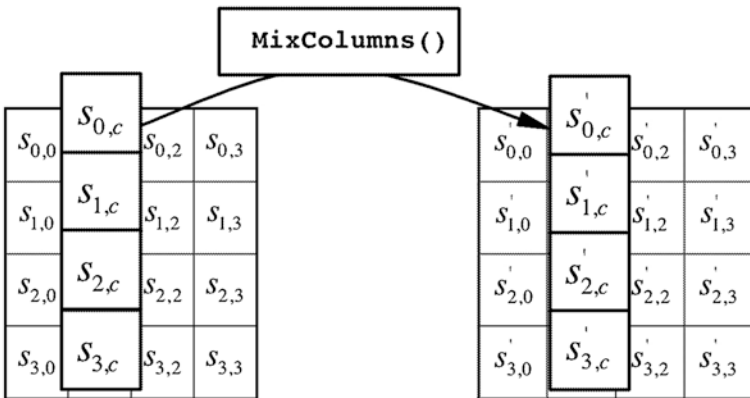 MixColumns()
s0,0 s0,c s0,2 s0,3 s'0,0 s'0,c s'0,2 s'0,3
s1,0 s1,c s1,2 s1,3 s'1,0 s'1,c s'1,2 s'1,3
s2,0 s2,c s2,2 s2,3 s'2,0 s'2,c s'2,2 s'2,3
s3,0 s3,c s3,2 s3,3 s'3,0 s'3,c s'3,2 s'3,3